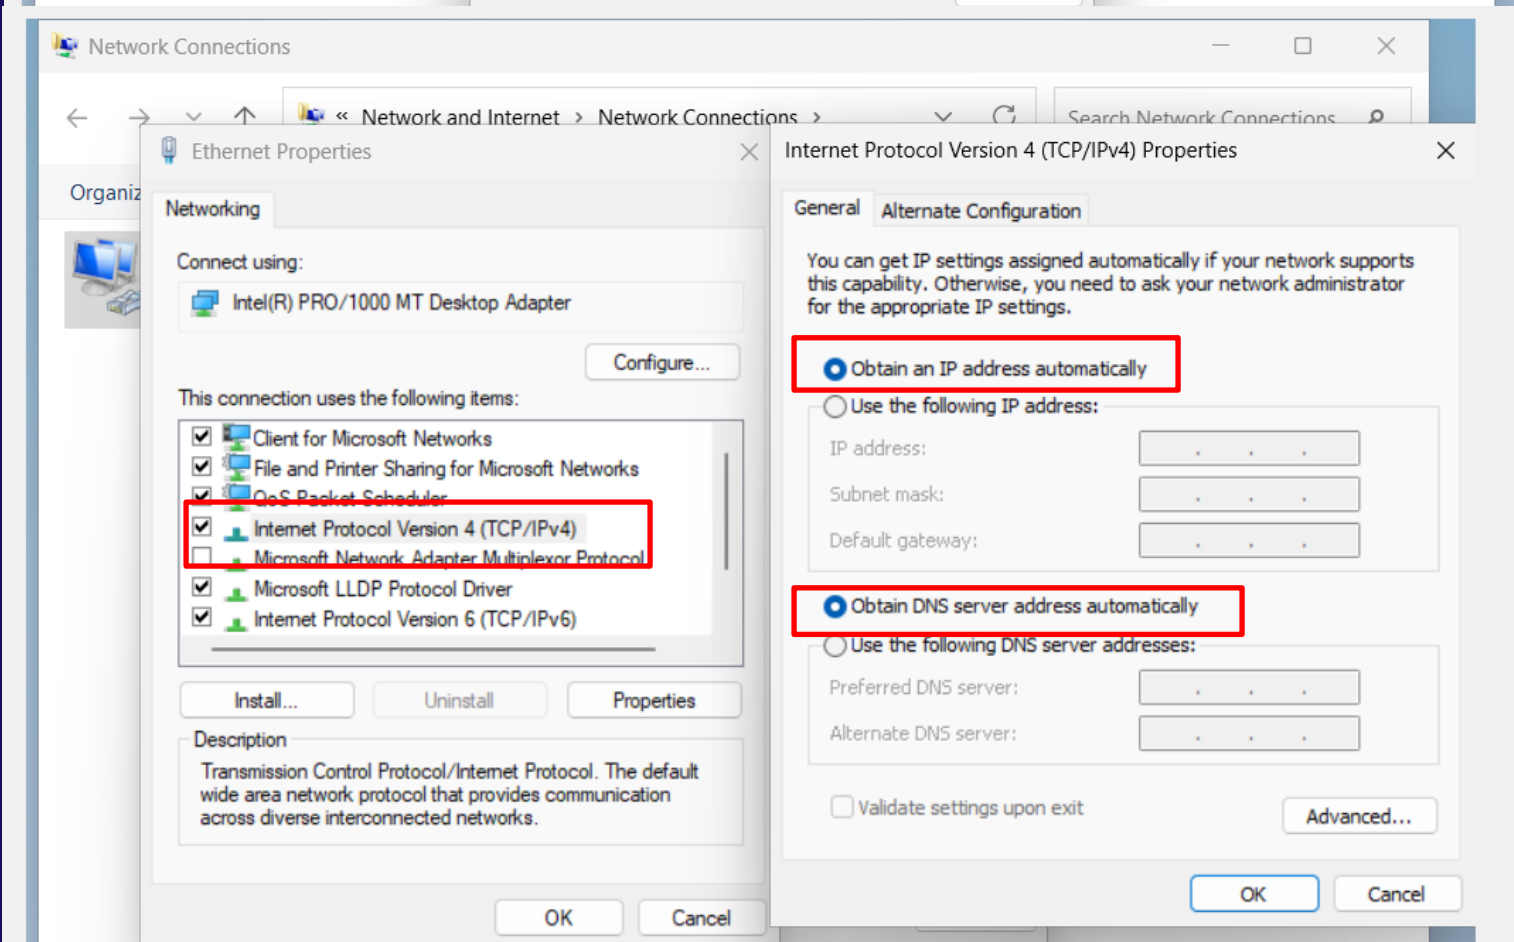 Network Connections
« Network and Internet > Network Connections >
Search Network Connections
Organiz
Ethernet Properties
Networking
Connect using:
Intel(R) PRO/1000 MT Desktop Adapter
Configure...
This connection uses the following items:
Client for Microsoft Networks
File and Printer Sharing for Microsoft Networks
QoS Packet Scheduler
Internet Protocol Version 4 (TCP/IPv4)
Microsoft Network Adapter Multiplexor Protocol
Microsoft LLDP Protocol Driver
Internet Protocol Version 6 (TCP/IPv6)
Install...
Uninstall
Properties
Description
Transmission Control Protocol/Internet Protocol. The default
wide area network protocol that provides communication
across diverse interconnected networks.
OK
Cancel
Internet Protocol Version 4 (TCP/IPv4) Properties
General
Alternate Configuration
You can get IP settings assigned automatically if your network supports
this capability. Otherwise, you need to ask your network administrator
for the appropriate IP settings.
Obtain an IP address automatically
Use the following IP address:
IP address:
. . .
Subnet mask:
. . .
Default gateway:
. . .
Obtain DNS server address automatically
Use the following DNS server addresses:
Preferred DNS server:
. . .
Alternate DNS server:
. . .
Validate settings upon exit
Advanced...
OK
Cancel